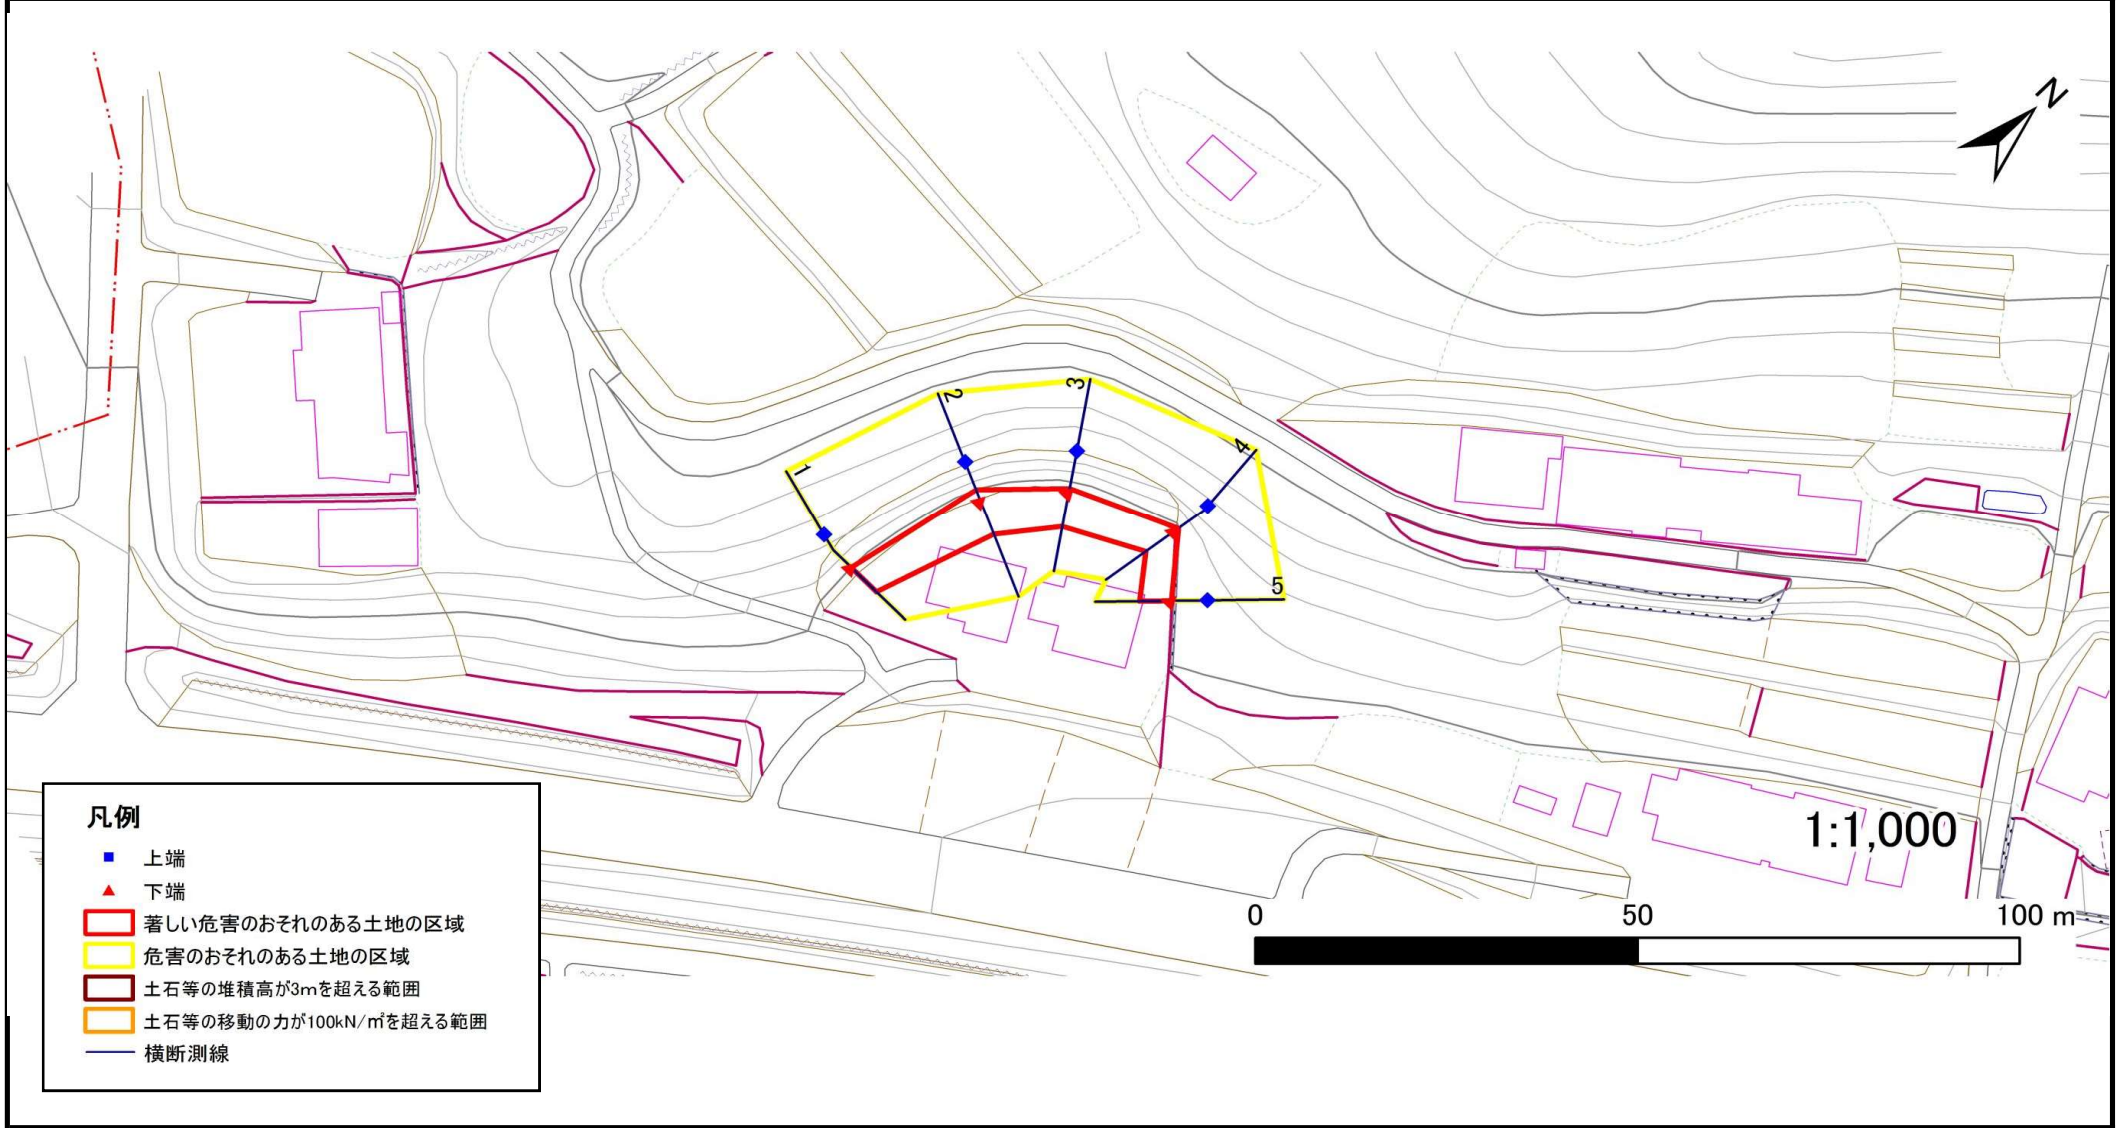 N
2
3
4
1
5
1:1,000
0 50 100 m
凡例
上端
下端
著しい危害のおそれのある土地の区域
危害のおそれのある土地の区域
土石等の堆積高が3mを超える範囲
土石等の移動の力が100kN/㎡を超える範囲
横断測線